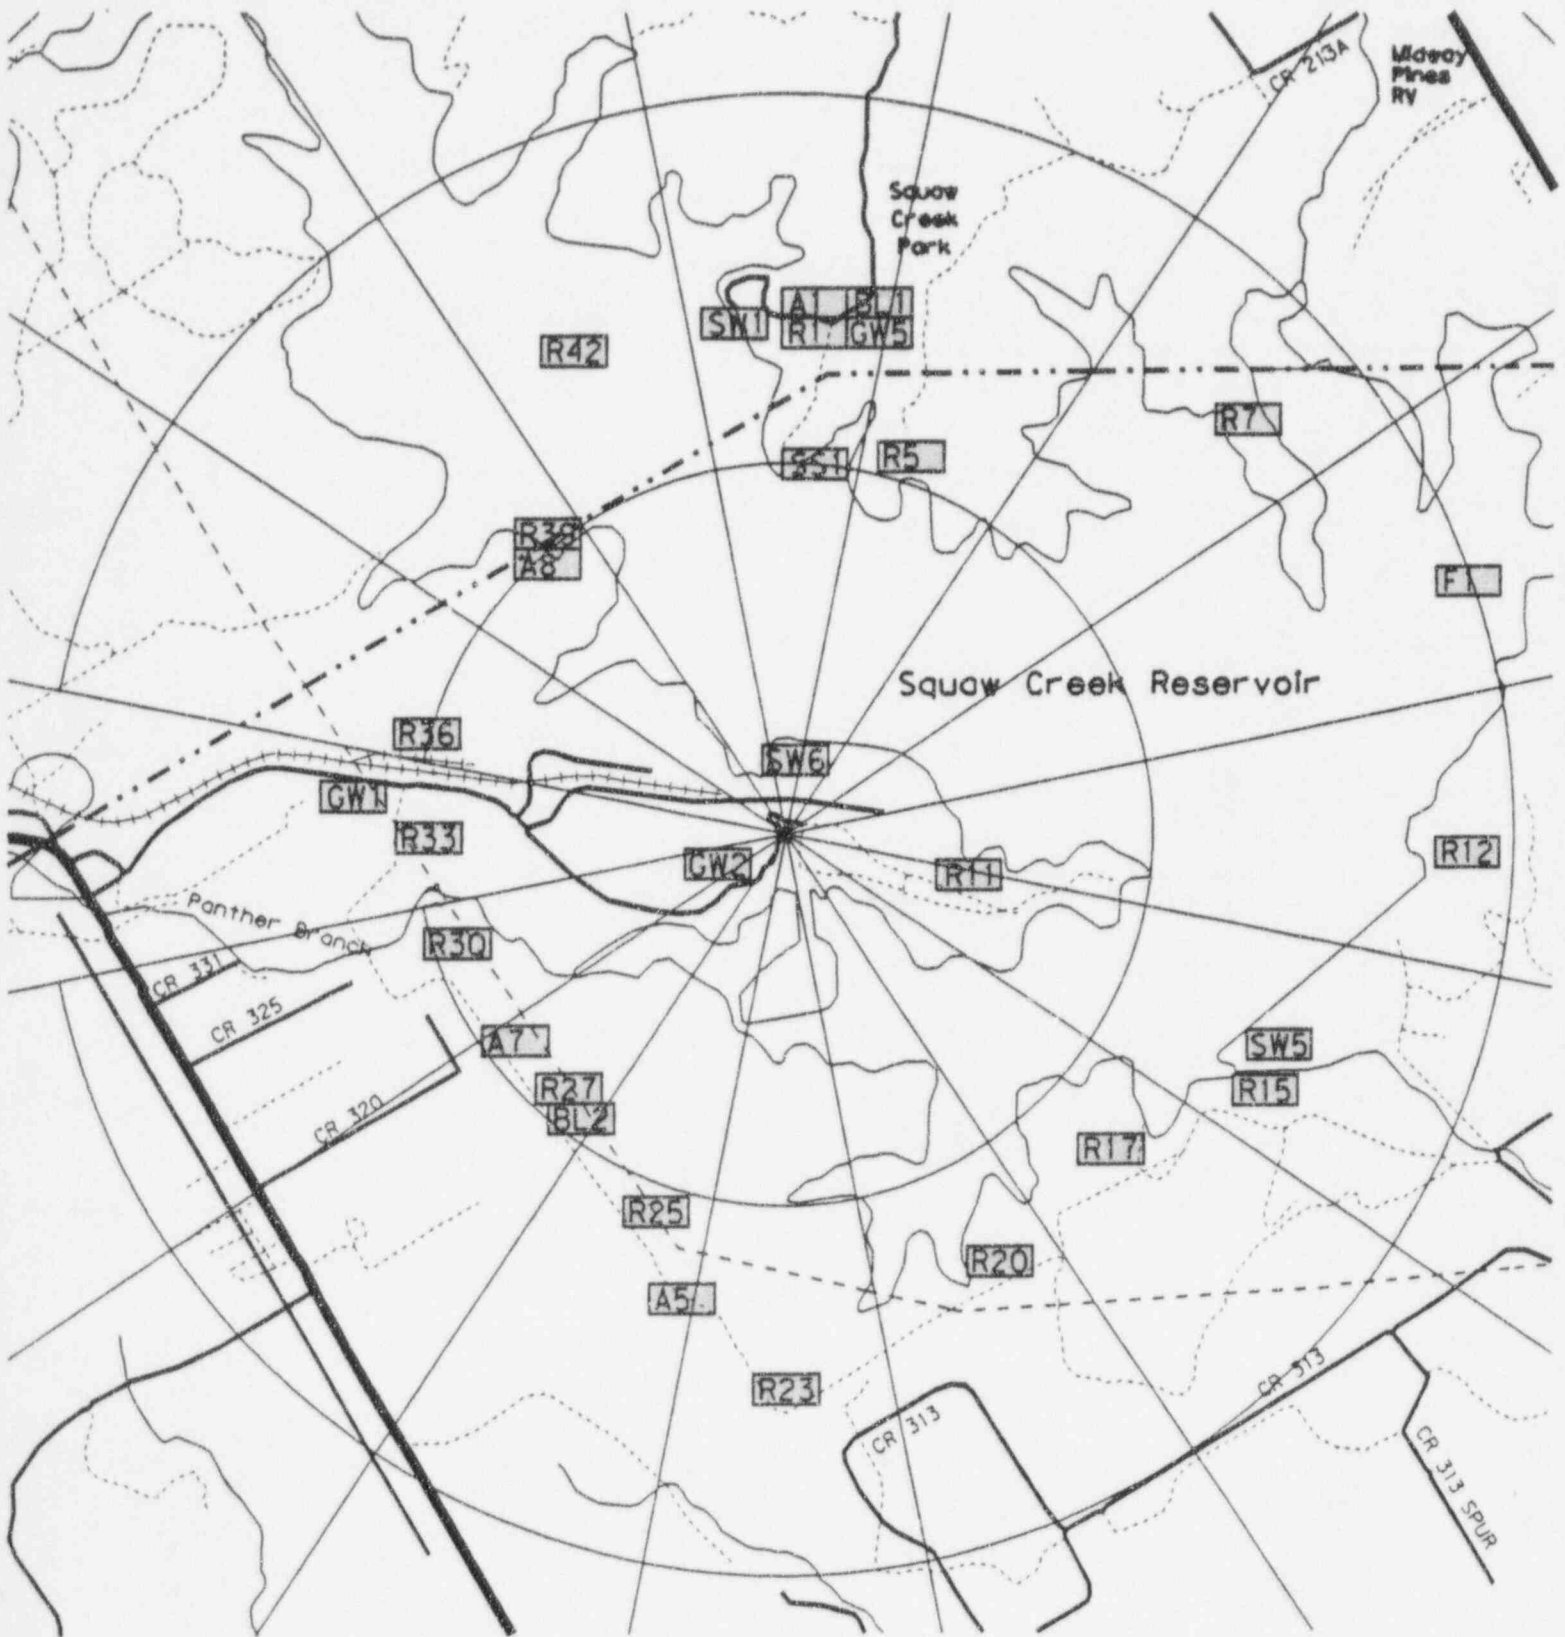 CR 213A
Midway
Pines
RV
Squaw
Creek
Park
A1
SW1
R1
GW5
R42
R7
SS1
R5
A8
F1
Squaw Creek Reservoir
R36
SW6
GW1
R33
GW2
R12
R11
Panther Branch
R30
CR 331
CR 325
A7
SW5
R27
R15
BL2
CR 320
R17
R25
R20
A5
CR 313
R23
CR 313
CR 313 SPUR